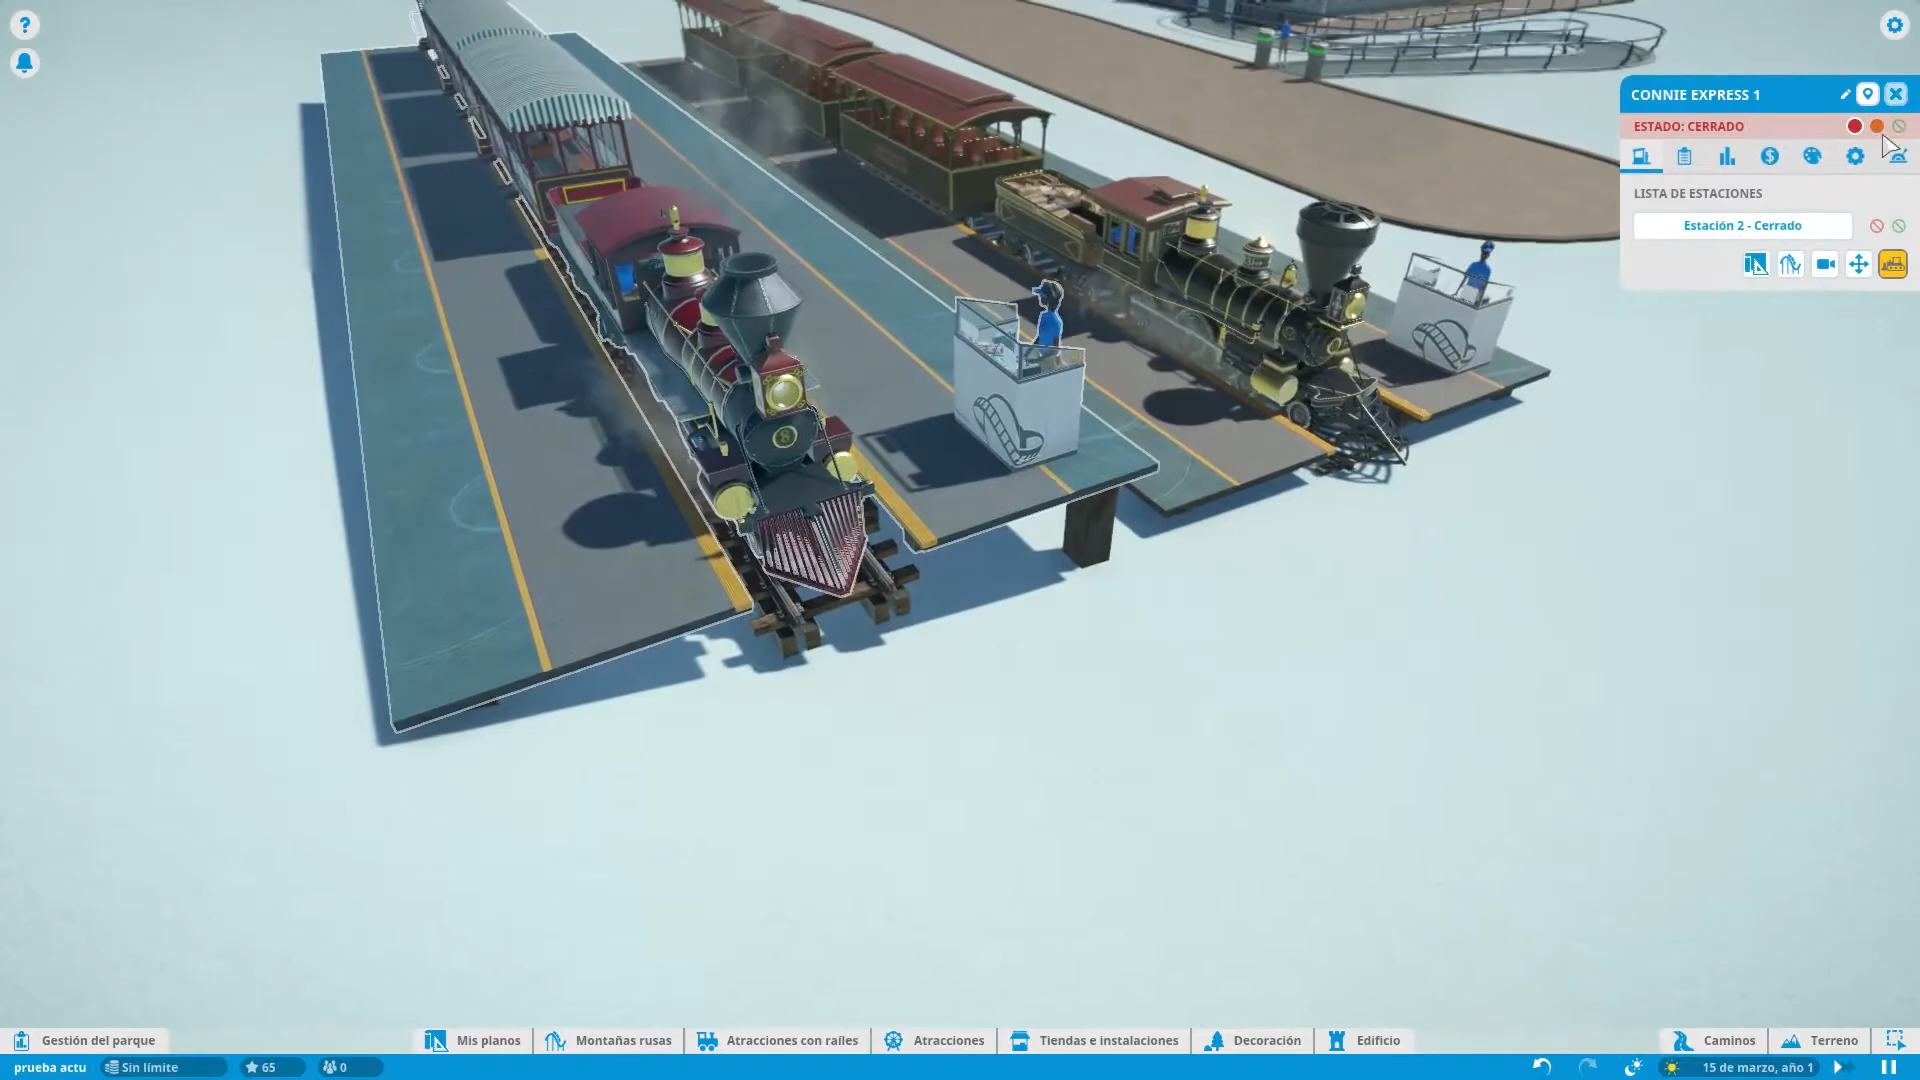 ?
CONNIE EXPRESS 1
ESTADO: CERRADO
LISTA DE ESTACIONES
Estación 2 - Cerrado
8
Gestión del parque
Mis planos
Montañas rusas
Atracciones con raíles
Atracciones
Tiendas e instalaciones
Decoración
Edificio
Caminos
Terreno
prueba actu
Sin límite
65
0
15 de marzo, año 1